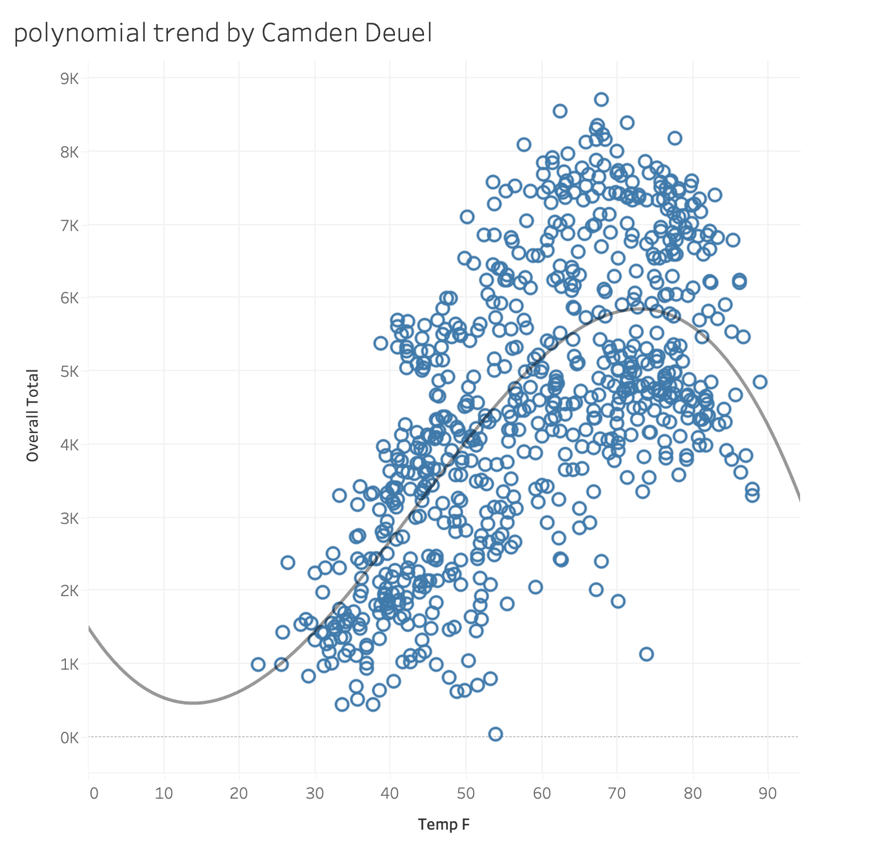 polynomial trend by Camden Deuel
9K
8K
7K
6K
5K
4K
3K
2K
1K
0K
Overall Total
0 10 20 30 40 50 60 70 80 90
Temp F